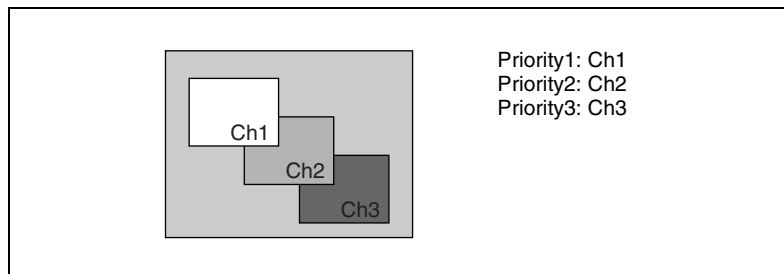 Ch1
Ch2
Ch3
Priority1: Ch1
Priority2: Ch2
Priority3: Ch3